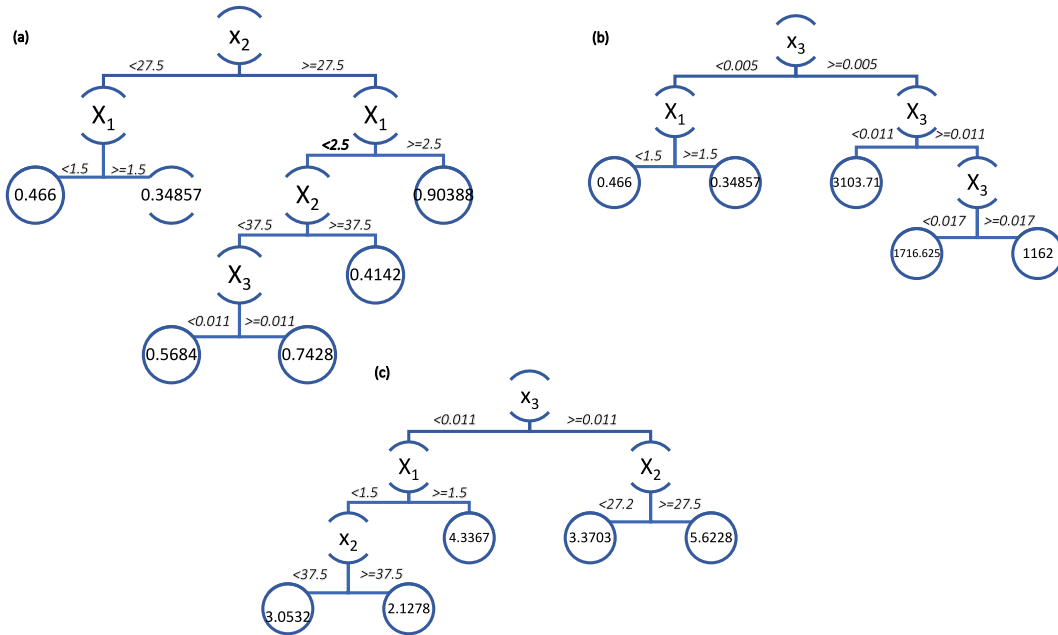 (a)
x₂
<27.5 >=27.5
X₁ X₁
<1.5 >=1.5 <2.5 >=2.5
0.466 0.34857 X₂ 0.90388
<37.5 >=37.5
X₃ 0.4142
<0.011 >=0.011
0.5684 0.7428
(b)
x₃
<0.005 >=0.005
X₁ X₃
<1.5 >=1.5 <0.011 >=0.011
0.466 0.34857 3103.71 X₃
<0.017 >=0.017
1716.625 1162
(c)
x₃
<0.011 >=0.011
X₁ X₂
<1.5 >=1.5 <27.2 >=27.5
x₂ 4.3367 3.3703 5.6228
<37.5 >=37.5
3.0532 2.1278